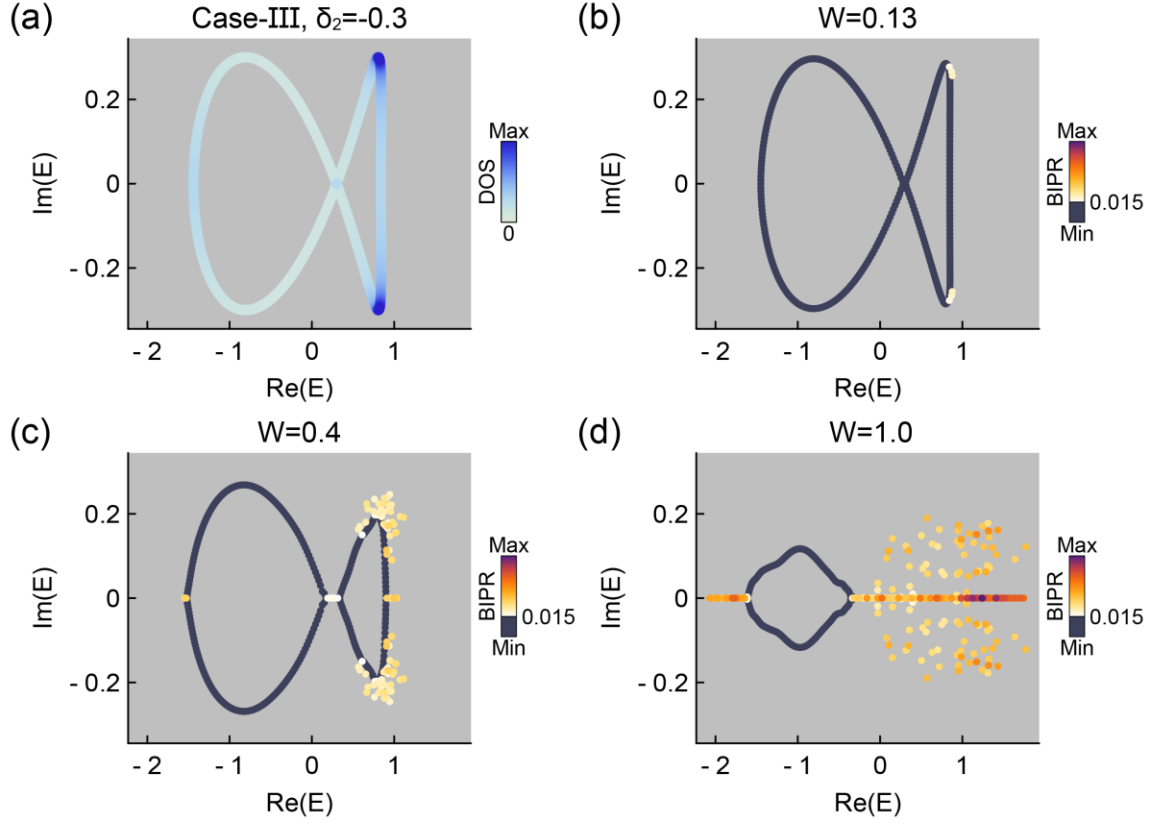 (a)
Case-III, δ₂=-0.3
0.2
0
- 0.2
Im(E)
- 2
- 1
0
1
Re(E)
Max
DOS
0
(b)
W=0.13
0.2
0
- 0.2
Im(E)
- 2
- 1
0
1
Re(E)
Max
BIPR
0.015
Min
(c)
W=0.4
0.2
0
- 0.2
Im(E)
- 2
- 1
0
1
Re(E)
Max
BIPR
0.015
Min
(d)
W=1.0
0.2
0
- 0.2
Im(E)
- 2
- 1
0
1
Re(E)
Max
BIPR
0.015
Min